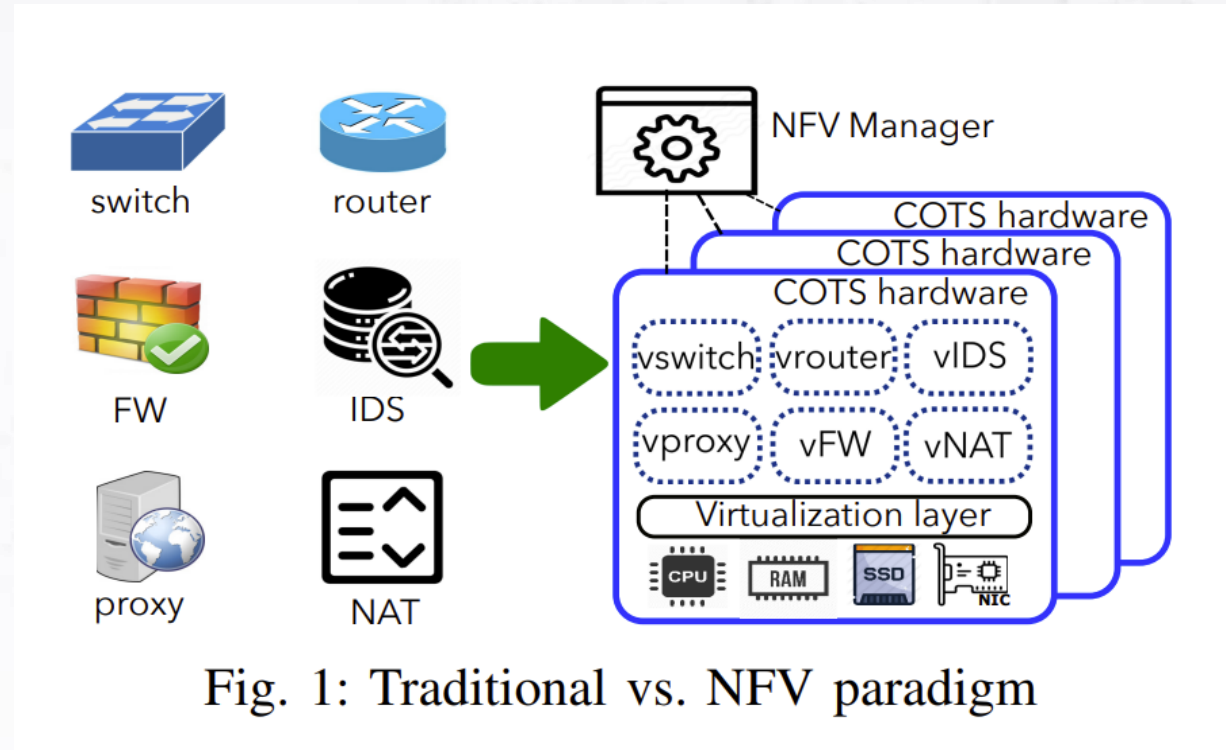 switch
router
FW
IDS
proxy
NAT
NFV Manager
COTS hardware
COTS hardware
COTS hardware
vswitch vrouter vIDS
vproxy vFW vNAT
Virtualization layer
CPU RAM SSD NIC
Fig. 1: Traditional vs. NFV paradigm